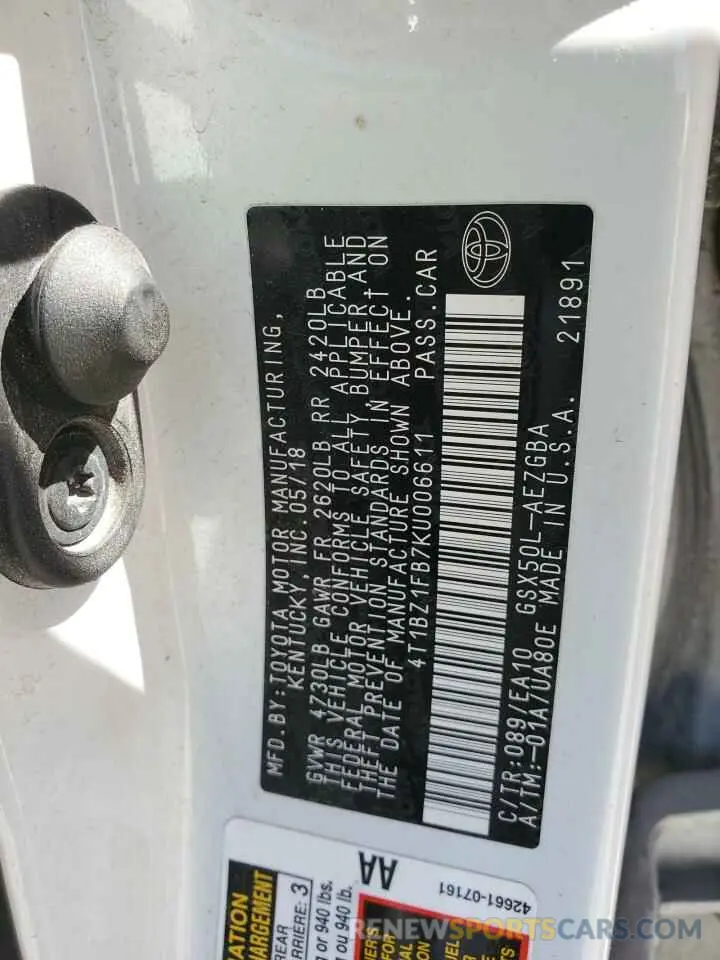 MFD.BY:TOYOTA MOTOR MANUFACTURING,
KENTUCKY, INC.05/18
GVWR 4730LB GAWR FR 2620LB RR 2420LB
THIS VEHICLE CONFORMS TO ALL APPLICABLE
FEDERAL MOTOR VEHICLE SAFETY, BUMPER,AND
THEFT PREVENTION STANDARDS IN EFFECT ON
THE DATE OF MANUFACTURE SHOWN ABOVE.
4T1BZ1FB7KU006611 PASS.CAR
C/TR:089/EA10 GSX50L-AEZGBA
A/TM:-01A/UA80E MADE IN U.S.A. 21891
AA
42661-07161
REAR
ARRIÈRE: 3
or 940 lbs.
ou 940 lb.
RENEWSPORTSCARS.COM